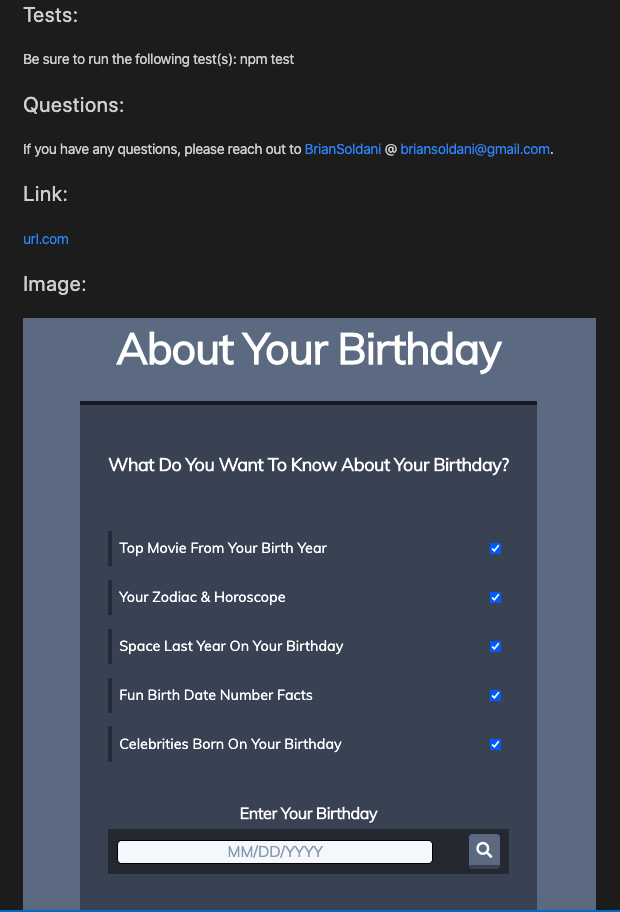 Tests:
Be sure to run the following test(s): npm test
Questions:
If you have any questions, please reach out to BrianSoldani @ briansoldani@gmail.com.
Link:
url.com
Image:
About Your Birthday
What Do You Want To Know About Your Birthday?
Top Movie From Your Birth Year
Your Zodiac & Horoscope
Space Last Year On Your Birthday
Fun Birth Date Number Facts
Celebrities Born On Your Birthday
Enter Your Birthday
MM/DD/YYYY